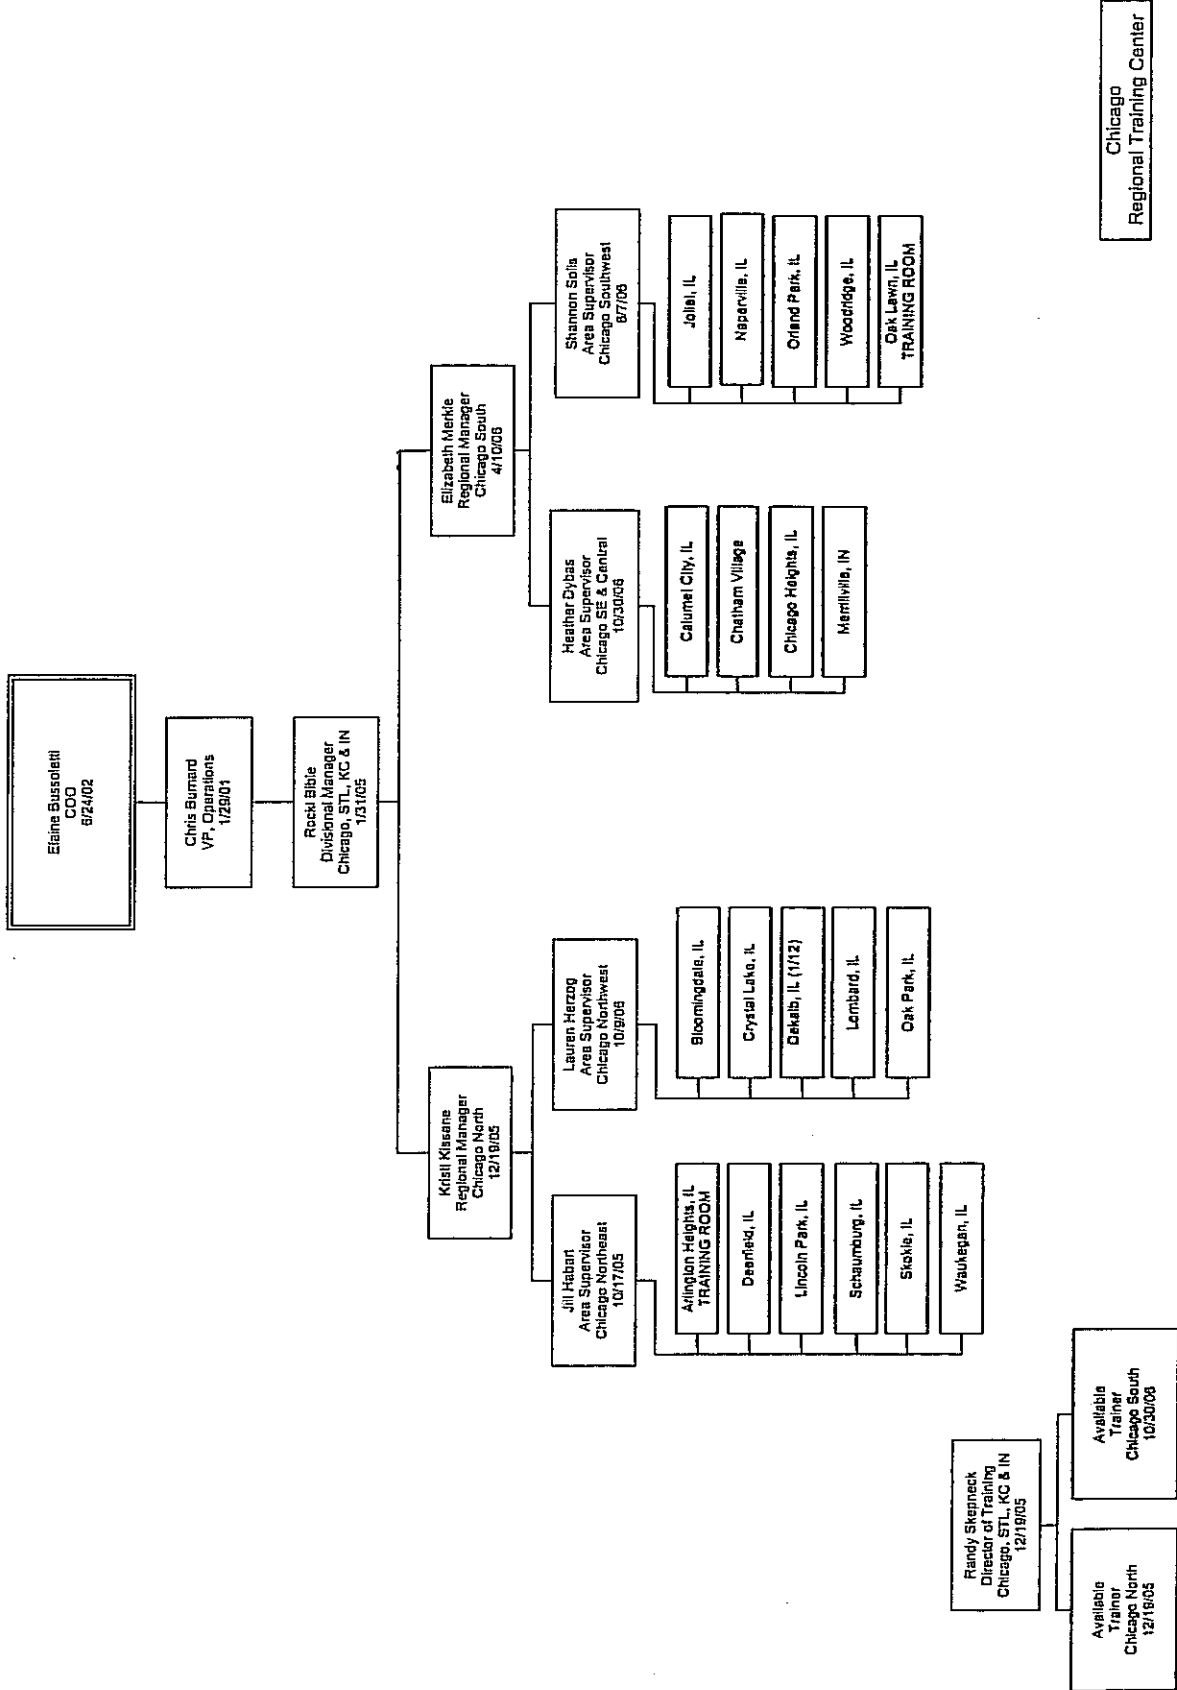 Elaine Bussoletti
COO
6/24/02
Chris Burnard
VP, Operations
1/29/01
Rocki Bible
Divisional Manager
Chicago, STL, KC & IN
1/31/05
Kristi Kissane
Regional Manager
Chicago North
12/19/05
Elizabeth Merkle
Regional Manager
Chicago South
4/10/06
Jill Habart
Area Supervisor
Chicago Northeast
10/17/05
Lauren Herzog
Area Supervisor
Chicago Northwest
10/9/06
Heather Dybas
Area Supervisor
Chicago SE & Central
10/30/06
Shannon Solis
Area Supervisor
Chicago Southwest
6/7/06
Arlington Heights, IL
TRAINING ROOM
Deerfield, IL
Lincoln Park, IL
Schaumburg, IL
Skokie, IL
Waukegan, IL
Bloomingdale, IL
Crystal Lake, IL
Dekalb, IL (1/12)
Lombard, IL
Oak Park, IL
Calumet City, IL
Chatham Village
Chicago Heights, IL
Merrillville, IN
Joliet, IL
Naperville, IL
Orland Park, IL
Woodridge, IL
Oak Lawn, IL
TRAINING ROOM
Randy Skepneck
Director of Training
Chicago, STL, KC & IN
12/19/05
Available
Trainer
Chicago North
12/19/05
Available
Trainer
Chicago South
10/30/06
Chicago
Regional Training Center